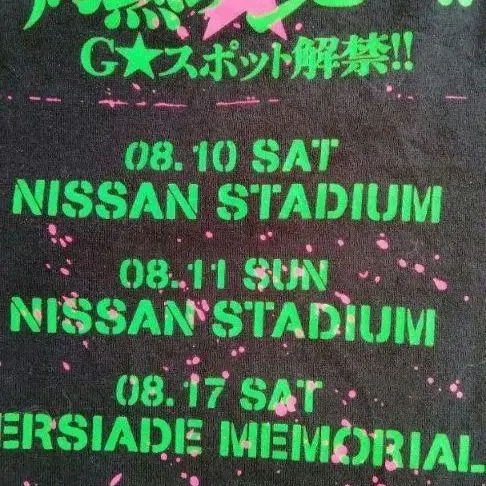 G★スポット解禁!!
08.10 SAT
NISSAN STADIUM
08.11 SUN
NISSAN STADIUM
08.17 SAT
ERSIADE MEMORIAL